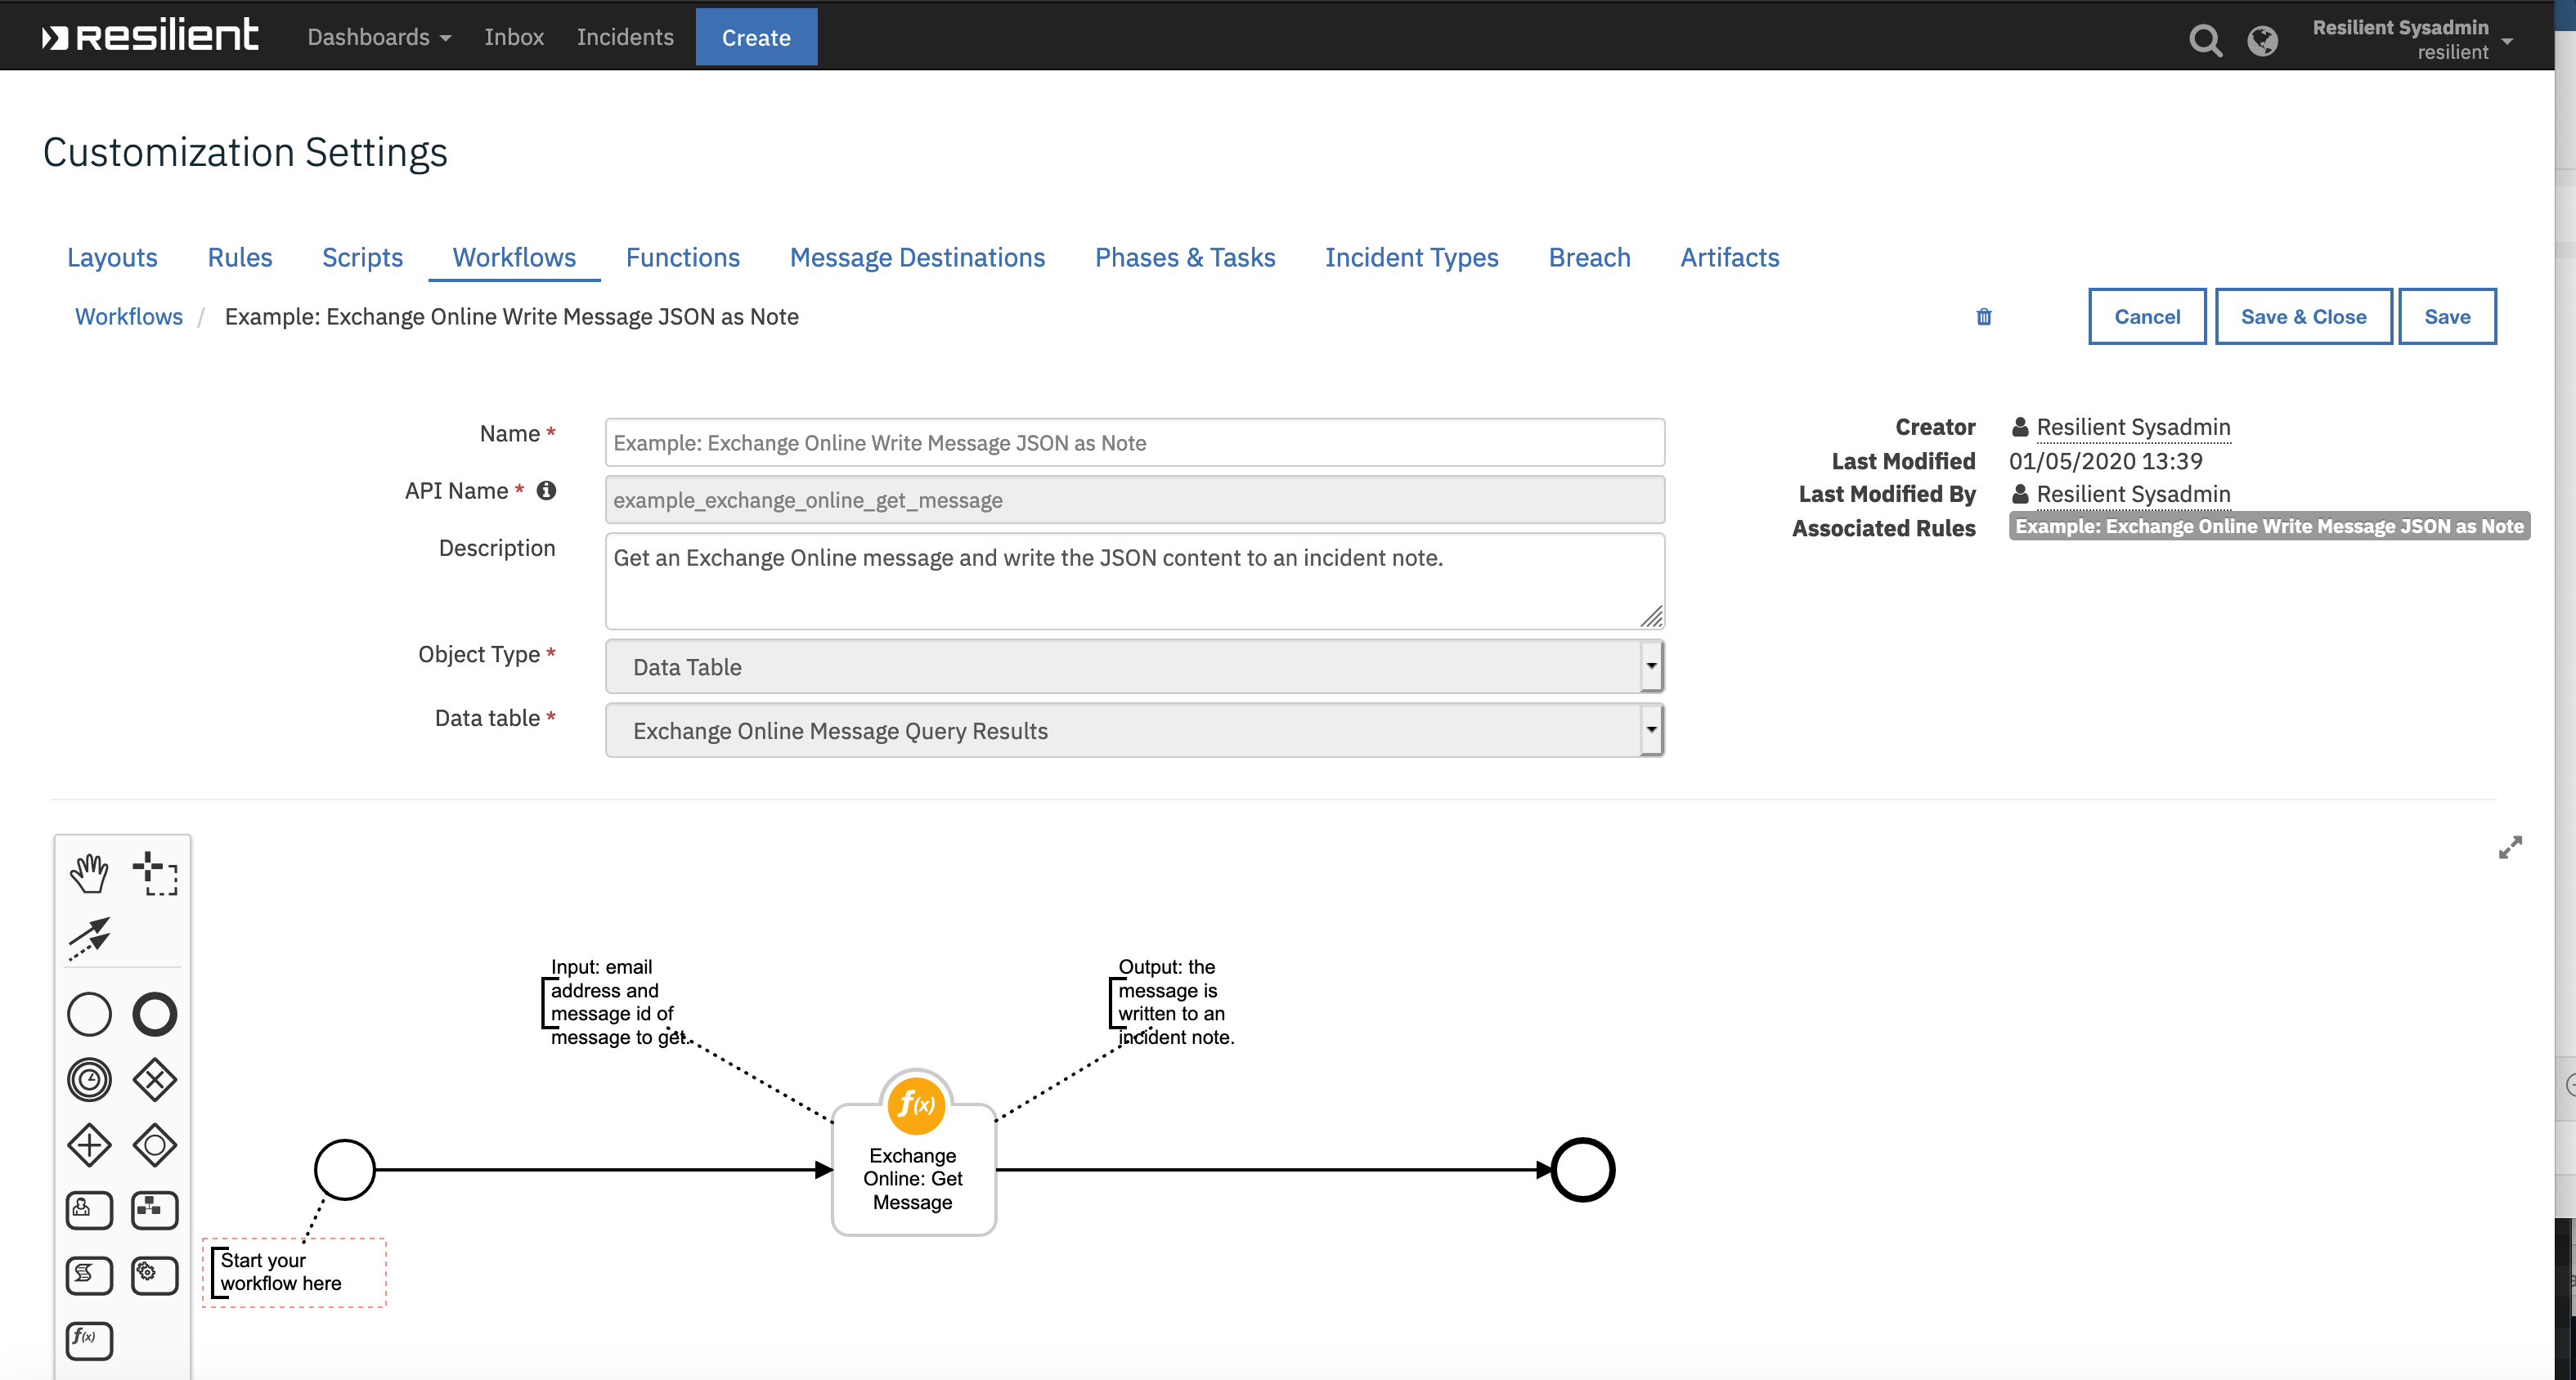 resilient
Dashboards
Inbox
Incidents
Create
Resilient Sysadmin
resilient
Customization Settings
Layouts
Rules
Scripts
Workflows
Functions
Message Destinations
Phases & Tasks
Incident Types
Breach
Artifacts
Workflows / Example: Exchange Online Write Message JSON as Note
Cancel
Save & Close
Save
Name *
Example: Exchange Online Write Message JSON as Note
API Name *
example_exchange_online_get_message
Description
Get an Exchange Online message and write the JSON content to an incident note.
Object Type *
Data Table
Data table *
Exchange Online Message Query Results
Creator
Resilient Sysadmin
Last Modified
01/05/2020 13:39
Last Modified By
Resilient Sysadmin
Associated Rules
Example: Exchange Online Write Message JSON as Note
Input: email
address and
message id of
message to get.
Output: the
message is
written to an
incident note.
f(x)
Exchange
Online: Get
Message
Start your
workflow here
f(x)